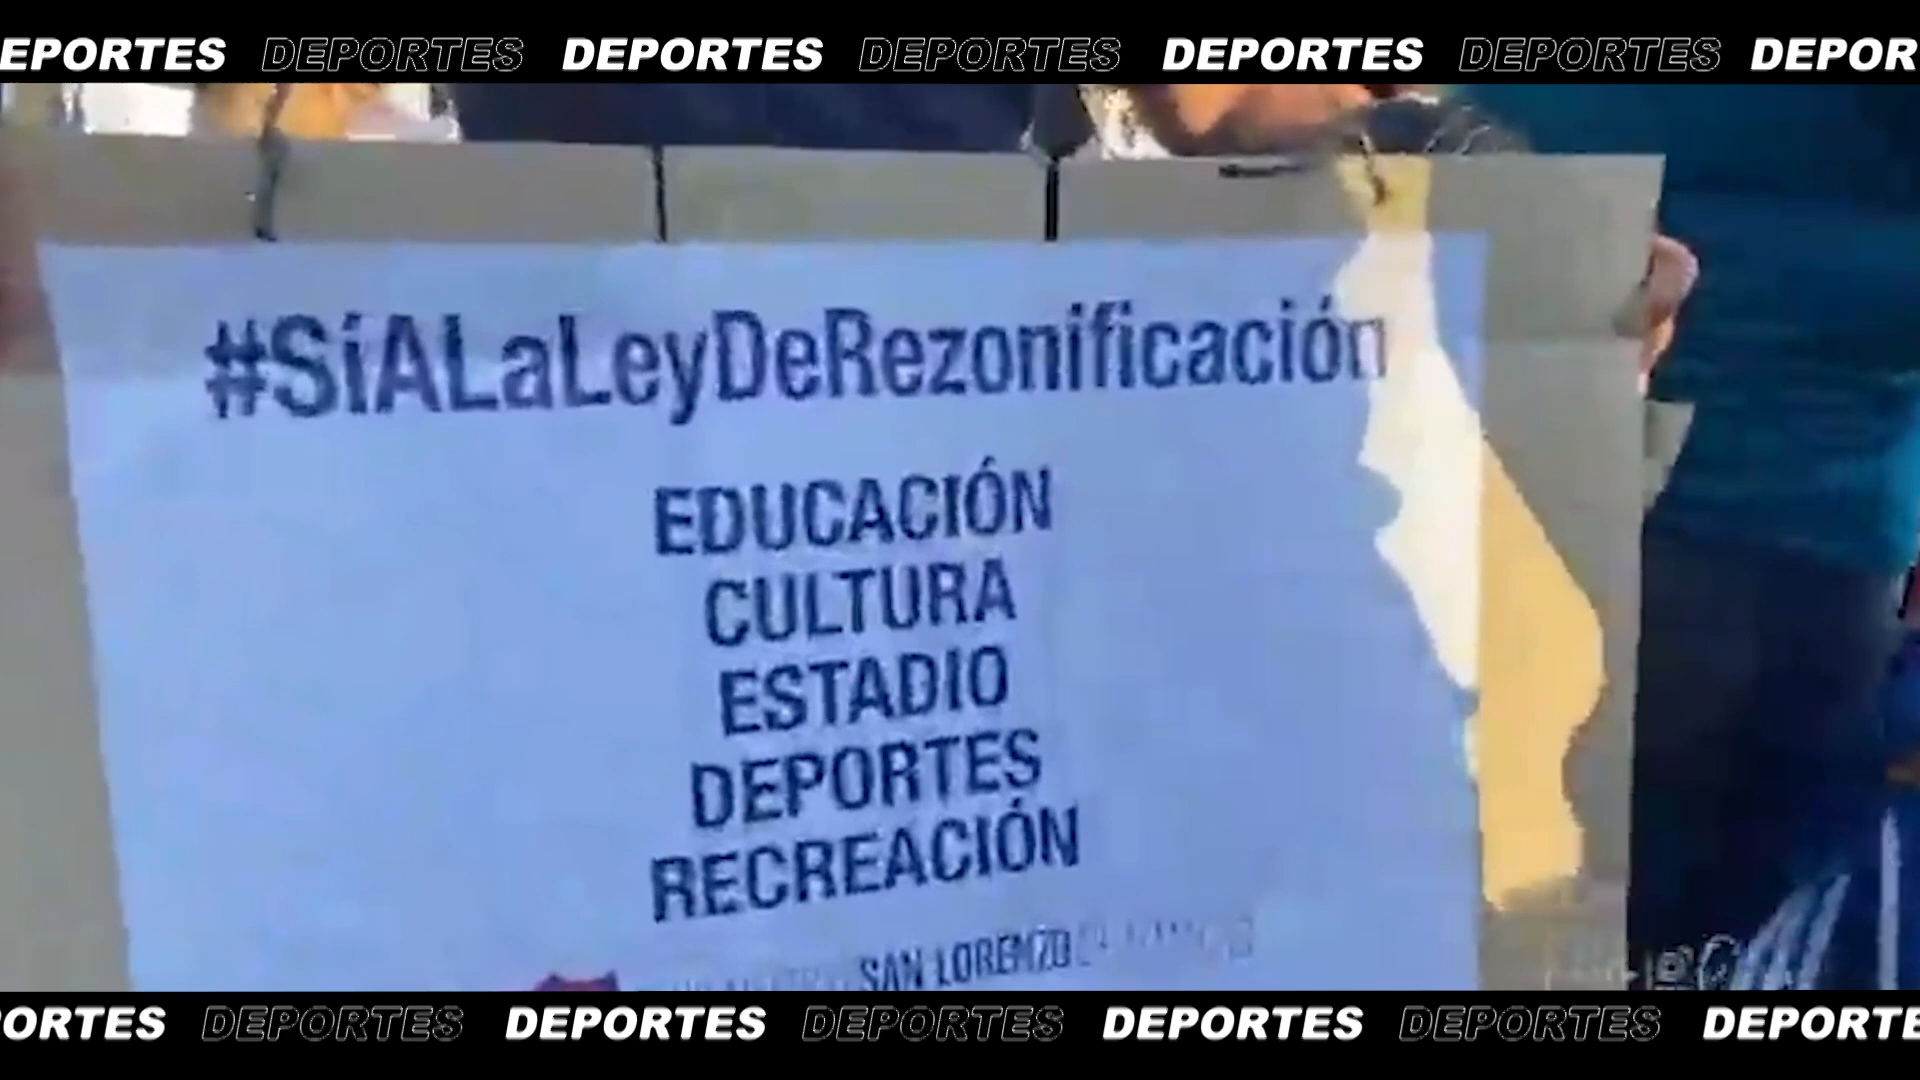 EPORTES DEPORTES DEPORTES DEPORTES DEPORTES DEPORTES DEPOR
#SíALaLeyDeRezonificación
EDUCACIÓN
CULTURA
ESTADIO
DEPORTES
RECREACIÓN
SAN LORENZO
ORTES DEPORTES DEPORTES DEPORTES DEPORTES DEPORTES DEPORTE